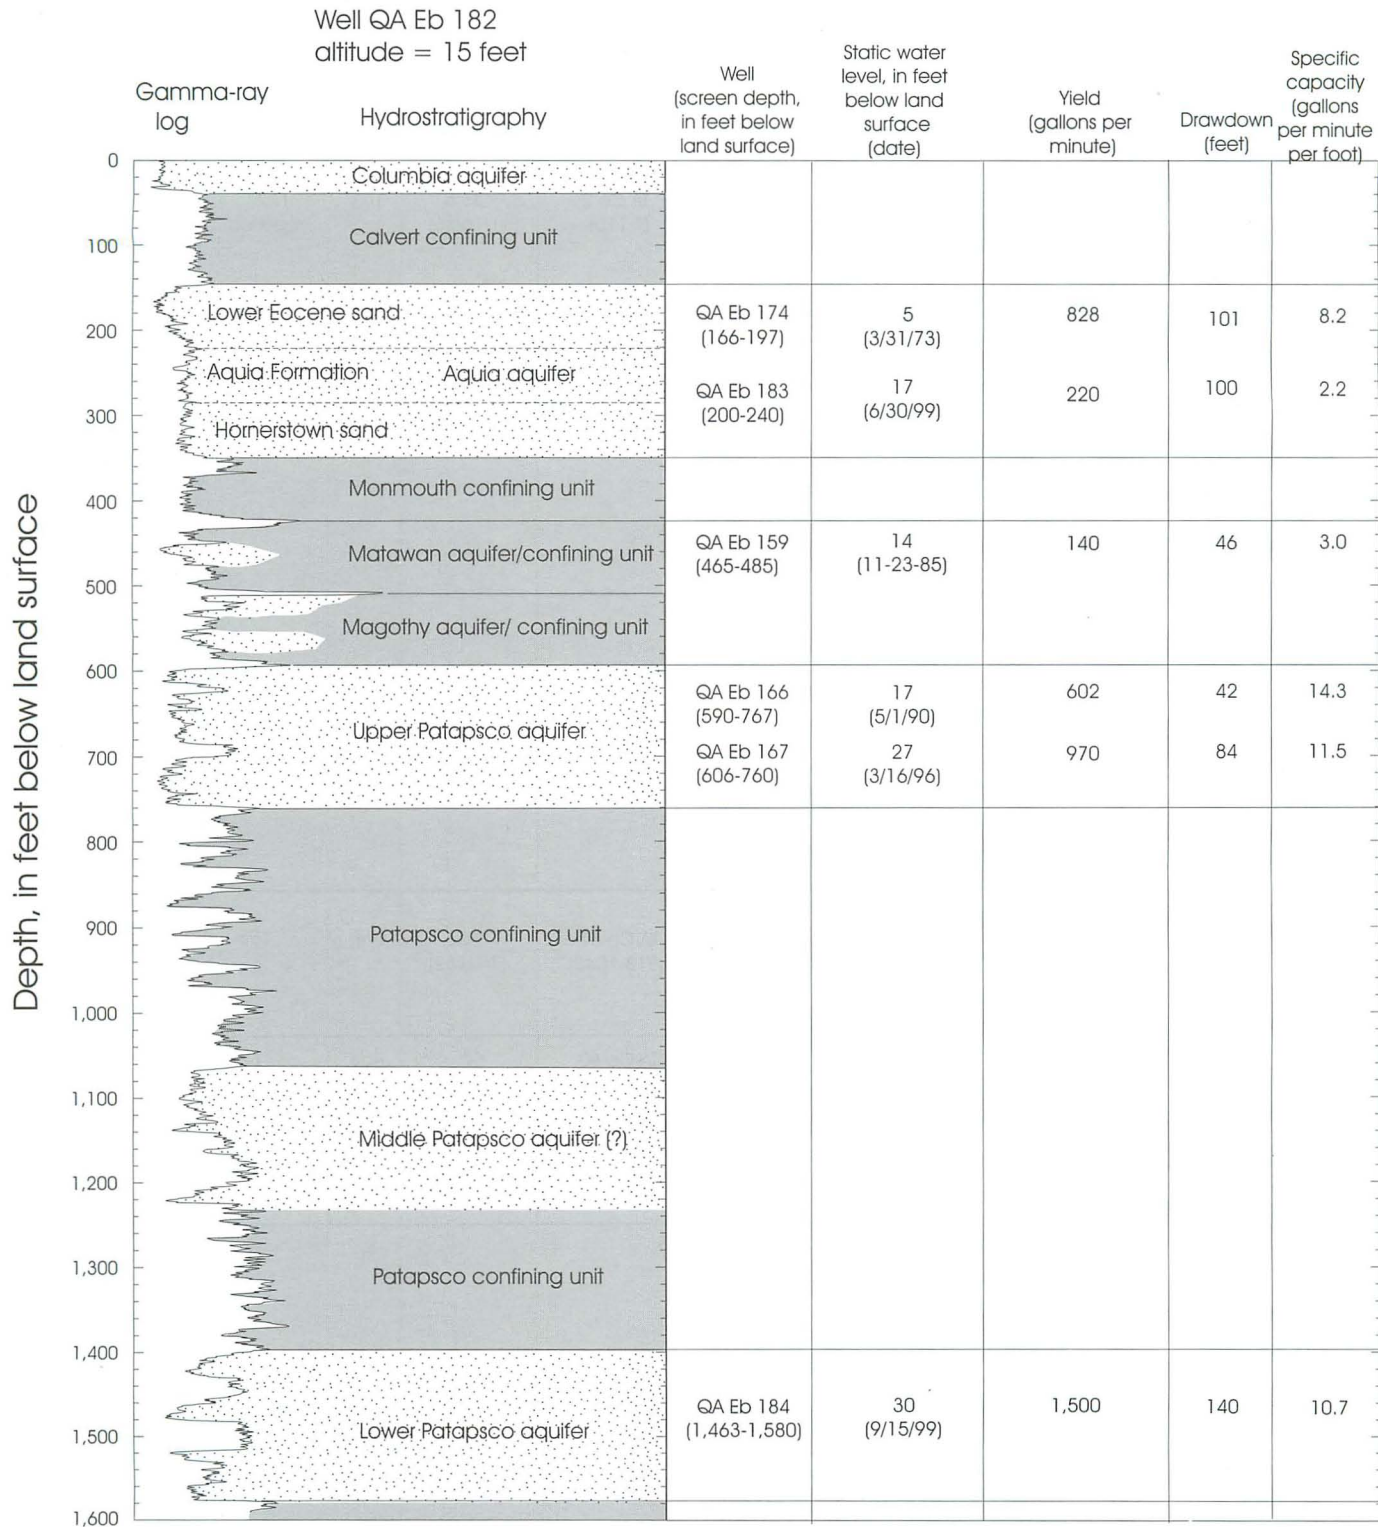 Well QA Eb 182
altitude = 15 feet
Gamma-ray
log
Hydrostratigraphy
Well
(screen depth,
in feet below
land surface)
Static water
level, in feet
below land
surface
(date)
Yield
(gallons per
minute)
Drawdown
(feet)
Specific
capacity
(gallons
per minute
per foot)
Depth, in feet below land surface
0
100
200
300
400
500
600
700
800
900
1,000
1,100
1,200
1,300
1,400
1,500
1,600
Columbia aquifer
Calvert confining unit
Lower Eocene sand
Aquia Formation
Aquia aquifer
Hornerstown sand
Monmouth confining unit
Matawan aquifer/confining unit
Magothy aquifer/ confining unit
Upper Patapsco aquifer
Patapsco confining unit
Middle Patapsco aquifer (?)
Patapsco confining unit
Lower Patapsco aquifer
QA Eb 174 5 828 101 8.2
(166-197) (3/31/73)
QA Eb 183 17 220 100 2.2
(200-240) (6/30/99)
QA Eb 159 14 140 46 3.0
(465-485) (11-23-85)
QA Eb 166 17 602 42 14.3
(590-767) (5/1/90)
QA Eb 167 27 970 84 11.5
(606-760) (3/16/96)
QA Eb 184 30 1,500 140 10.7
(1,463-1,580) (9/15/99)